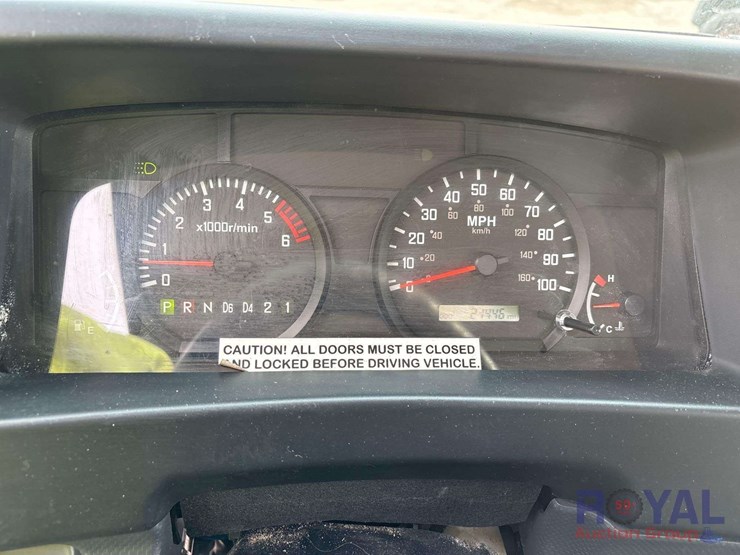 0 1 2 3 4 5 6
x1000r/min
P R N D6 D4 2 1
E
0 10 20 30 40 50 60 70 80 90 100
20 40 60 80 100 120 140 160
MPH
km/h
H
C
CAUTION! ALL DOORS MUST BE CLOSED
AND LOCKED BEFORE DRIVING VEHICLE.
ROYAL
Auction Group